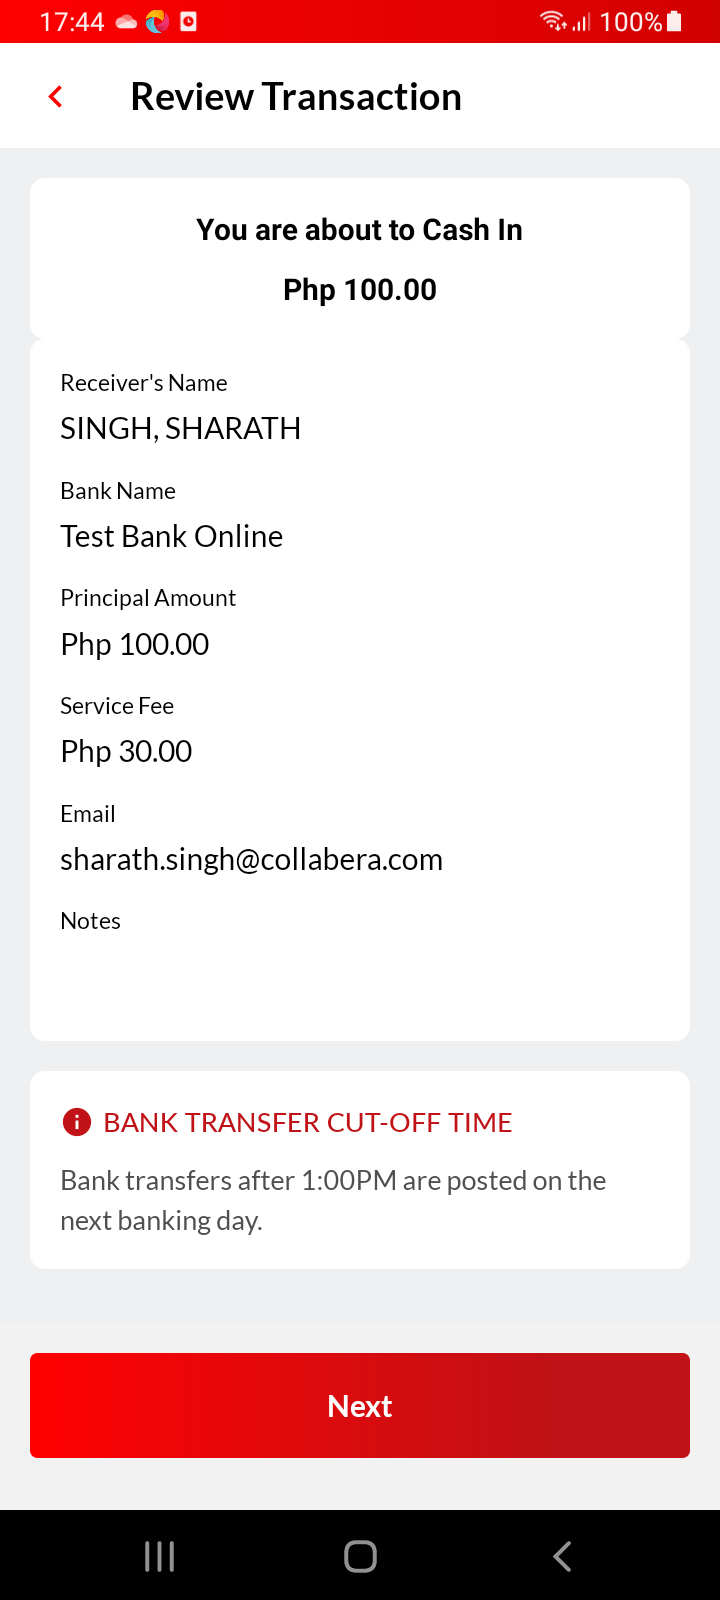 17:44
100%
Review Transaction
You are about to Cash In
Php 100.00
Receiver's Name
SINGH, SHARATH
Bank Name
Test Bank Online
Principal Amount
Php 100.00
Service Fee
Php 30.00
Email
sharath.singh@collabera.com
Notes
BANK TRANSFER CUT-OFF TIME
Bank transfers after 1:00PM are posted on the
next banking day.
Next